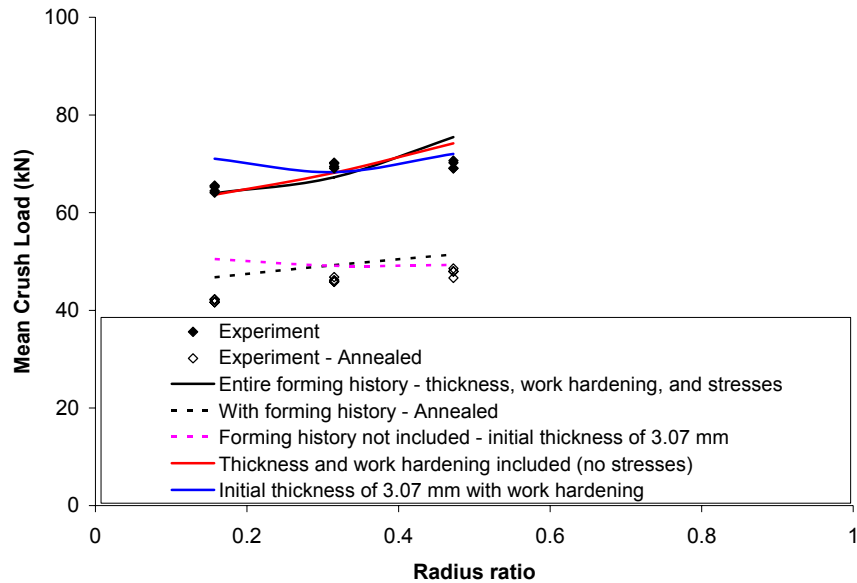 100
80
60
40
20
0
Mean Crush Load (kN)
Experiment
Experiment - Annealed
Entire forming history - thickness, work hardening, and stresses
With forming history - Annealed
Forming history not included - initial thickness of 3.07 mm
Thickness and work hardening included (no stresses)
Initial thickness of 3.07 mm with work hardening
0 0.2 0.4 0.6 0.8 1
Radius ratio